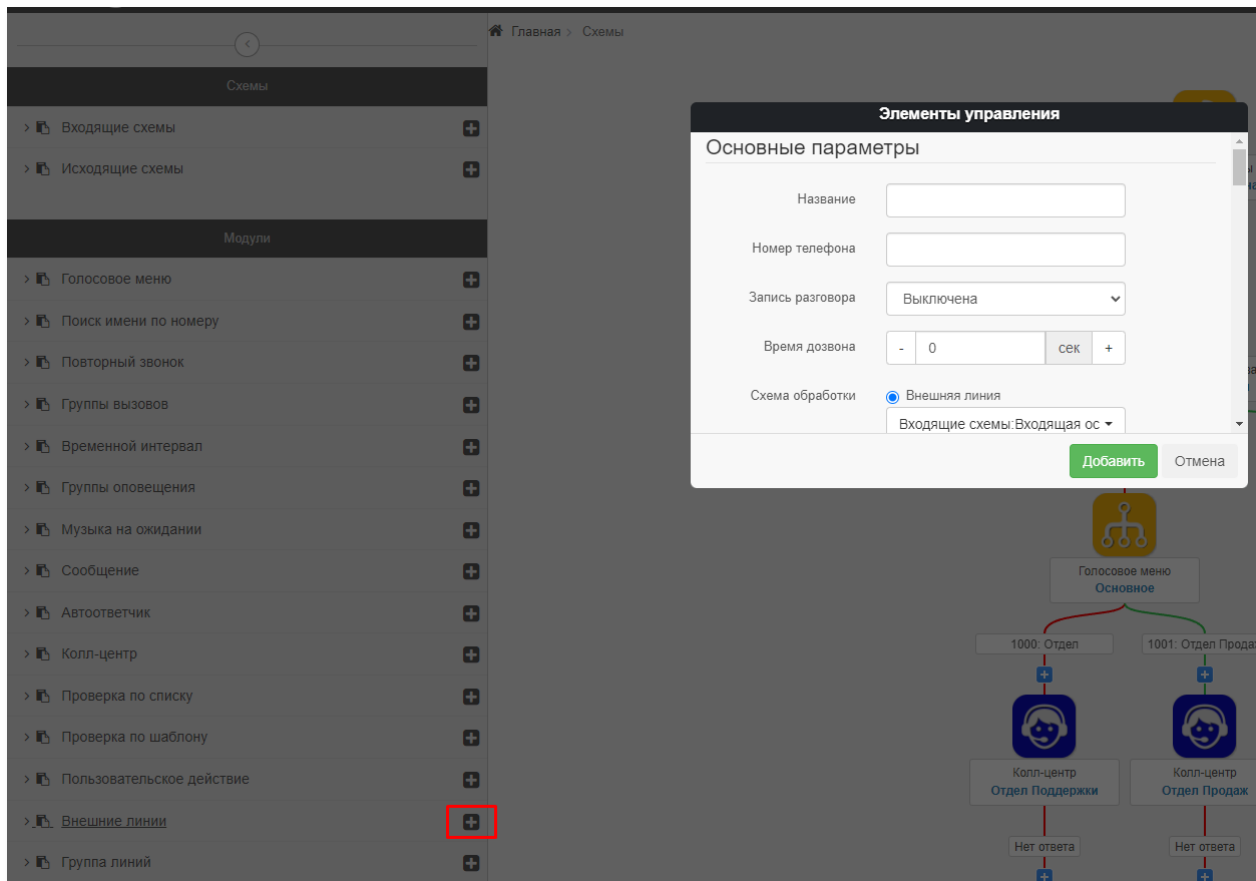 Главная > Схемы
Схемы
Входящие схемы
Исходящие схемы
Модули
Голосовое меню
Поиск имени по номеру
Повторный звонок
Группы вызовов
Временной интервал
Группы оповещения
Музыка на ожидании
Сообщение
Автоответчик
Колл-центр
Проверка по списку
Проверка по шаблону
Пользовательское действие
Внешние линии
Группа линий
Элементы управления
Основные параметры
Название
Номер телефона
Запись разговора Выключена
Время дозвона - 0 сек +
Схема обработки Внешняя линия
Входящие схемы:Входящая ос
Добавить Отмена
Голосовое меню
Основное
1000: Отдел 1001: Отдел Прода
Колл-центр Колл-центр
Отдел Поддержки Отдел Продаж
Нет ответа Нет ответа